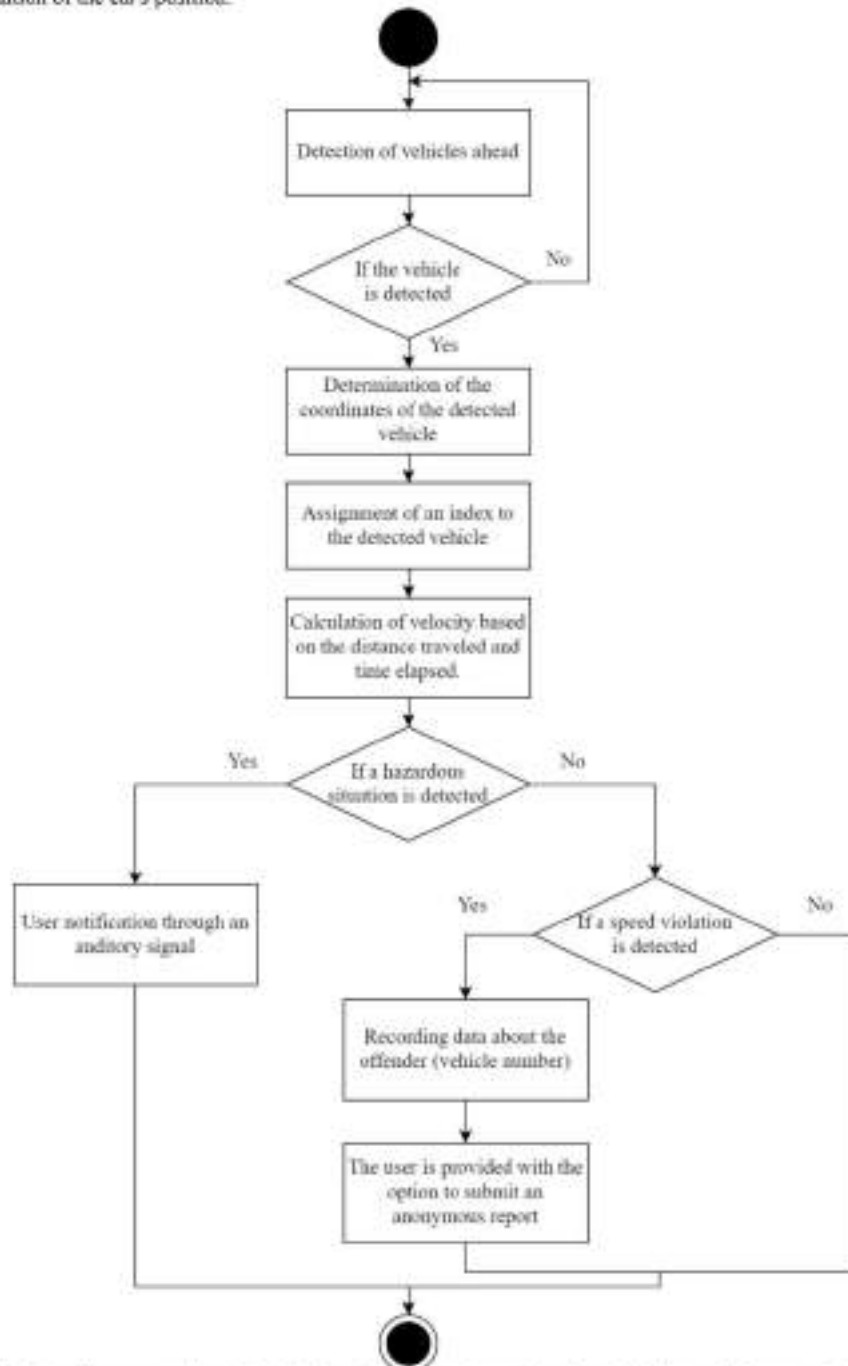 of the car's position.
Detection of vehicles ahead
If the vehicle
is detected
No
Yes
Determination of the
coordinates of the detected
vehicle
Assignment of an index to
the detected vehicle
Calculation of velocity based
on the distance traveled and
time elapsed.
If a hazardous
situation is detected
Yes
No
User notification through an
auditory signal
If a speed violation
is detected
Yes
No
Recording data about the
offender (vehicle number)
The user is provided with the
option to submit an
anonymous report